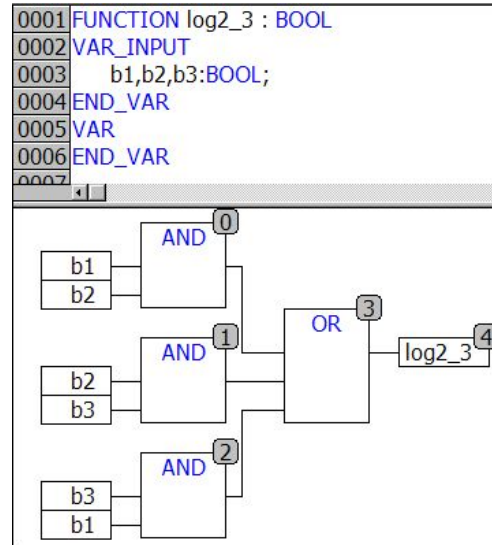 0001 FUNCTION log2_3 : BOOL
0002 VAR_INPUT
0003 b1,b2,b3:BOOL;
0004 END_VAR
0005 VAR
0006 END_VAR
0007
0
AND
b1
b2
3
OR
1
AND
4
log2_3
b2
b3
2
AND
b3
b1